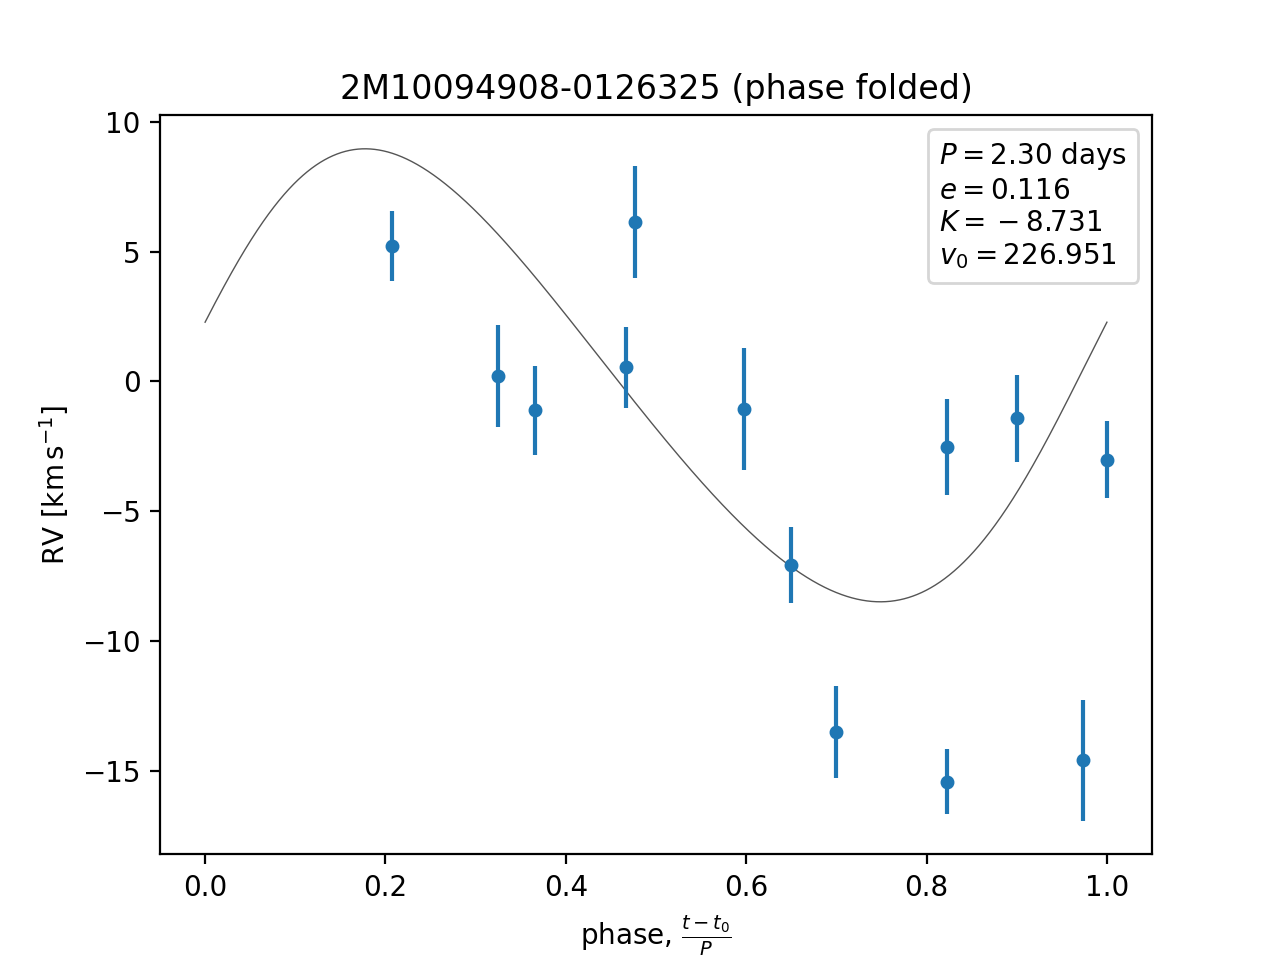 2M10094908-0126325 (phase folded)
P = 2.30 days
e = 0.116
K = −8.731
v₀ = 226.951
RV [km s⁻¹]
10
5
0
−5
−10
−15
0.0 0.2 0.4 0.6 0.8 1.0
phase, (t − t₀)/P